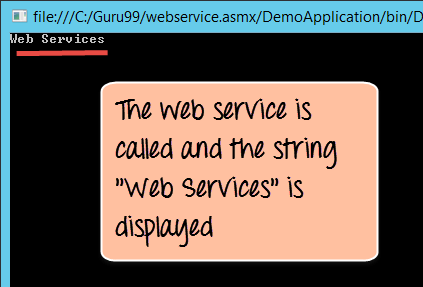 file:///C:/Guru99/webservice.asmx/DemoApplication/bin/D
Web Services
The web service is
called and the string
"Web Services" is
displayed